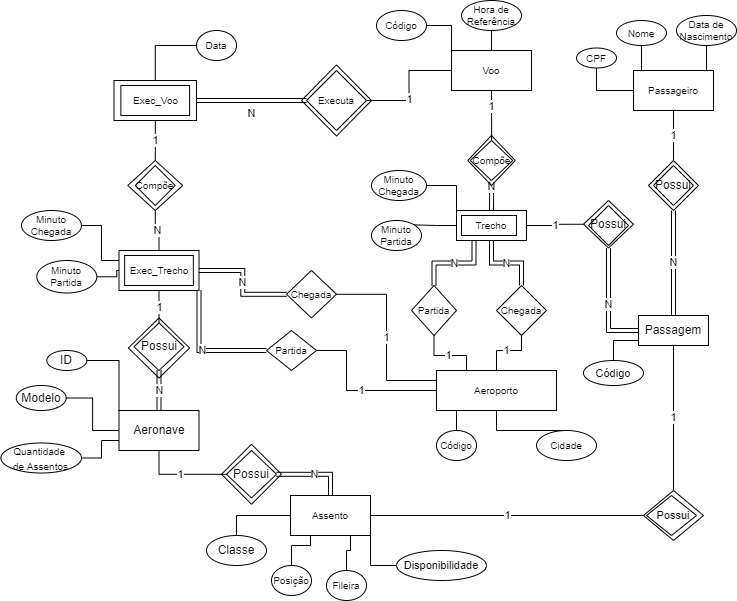 Hora de
Referência
Código
Data de
Nascimento
Nome
Data
CPF
Voo
Passageiro
Exec_Voo
Executa
N
1
1
1
1
Compõe
Compõe
Possui
Minuto
Chegada
N
Minuto
Chegada
Trecho
1
Possui
N
Minuto
Partida
Exec_Trecho
Minuto
Partida
N
N
N
N
Chegada
N
1
Partida
Chegada
Passagem
1
Possui
N
Partida
1
1
ID
N
1
Código
Modelo
Aeroporto
Aeronave
1
Código
Cidade
Quantidade
de Assentos
1
Possui
N
Assento
1
Possui
Classe
Disponibilidade
Posição
Fileira